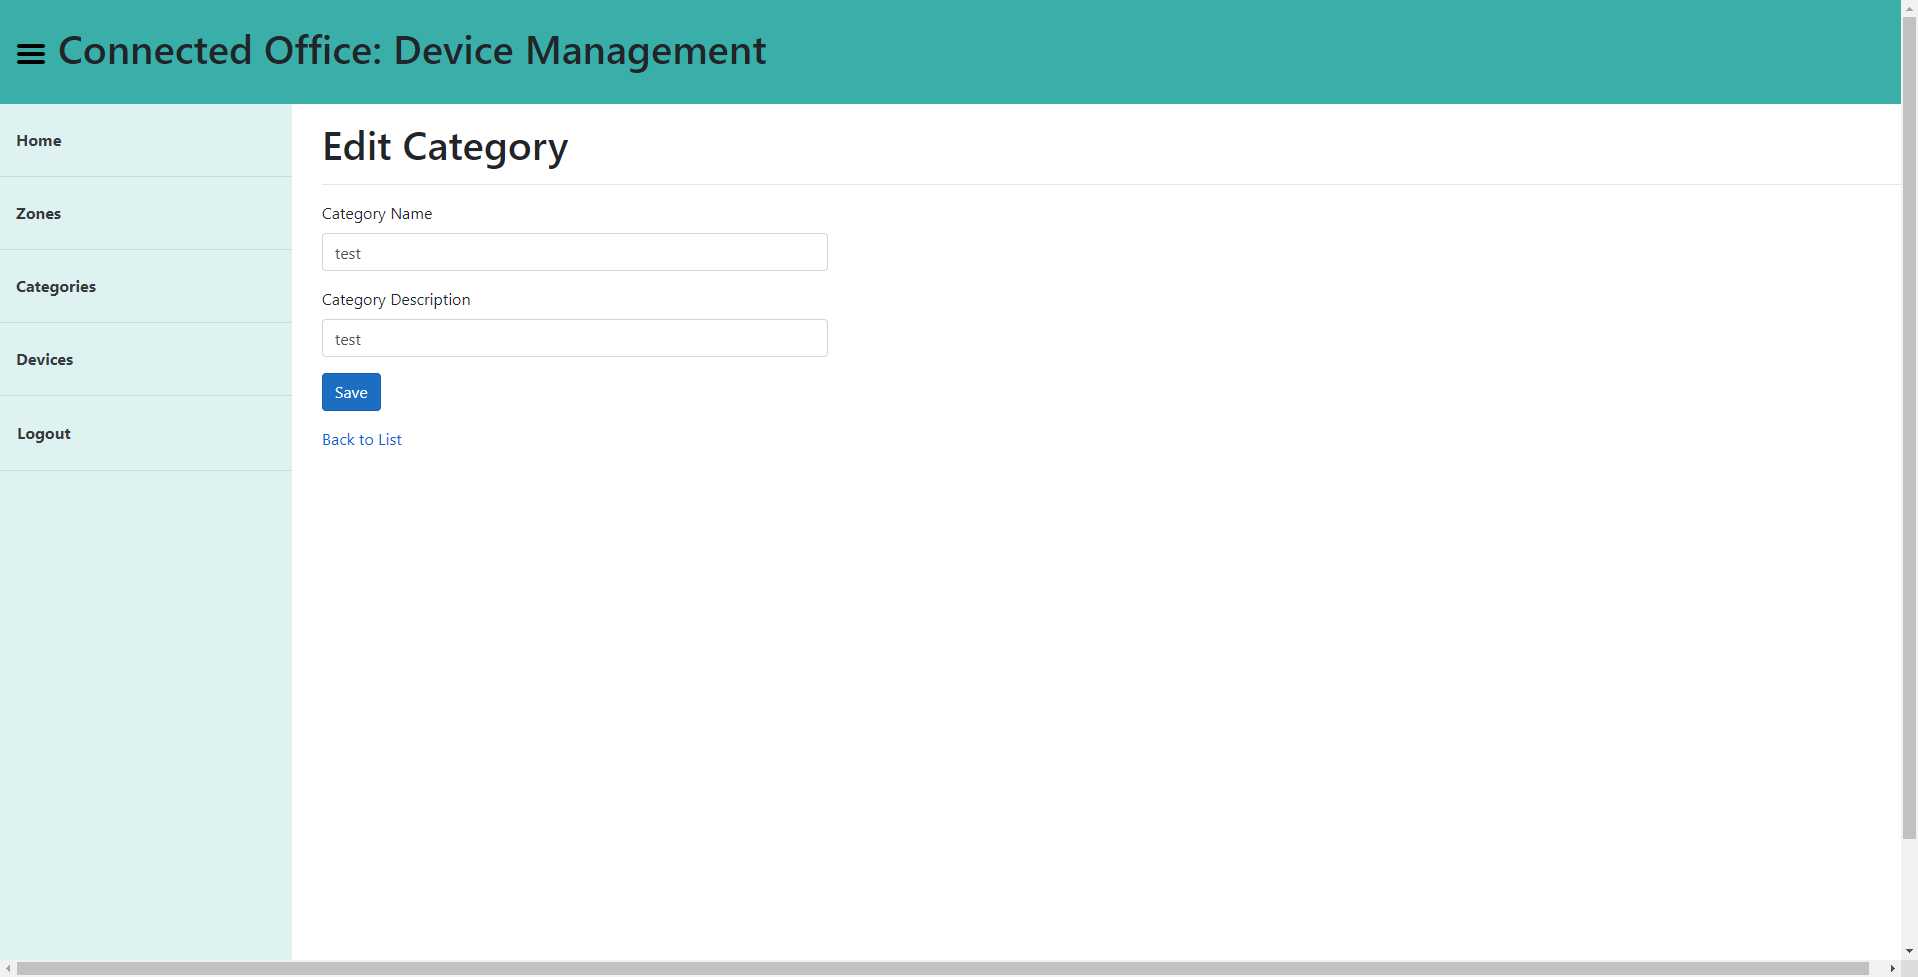 Connected Office: Device Management
Home
Zones
Categories
Devices
Logout
Edit Category
Category Name
test
Category Description
test
Save
Back to List